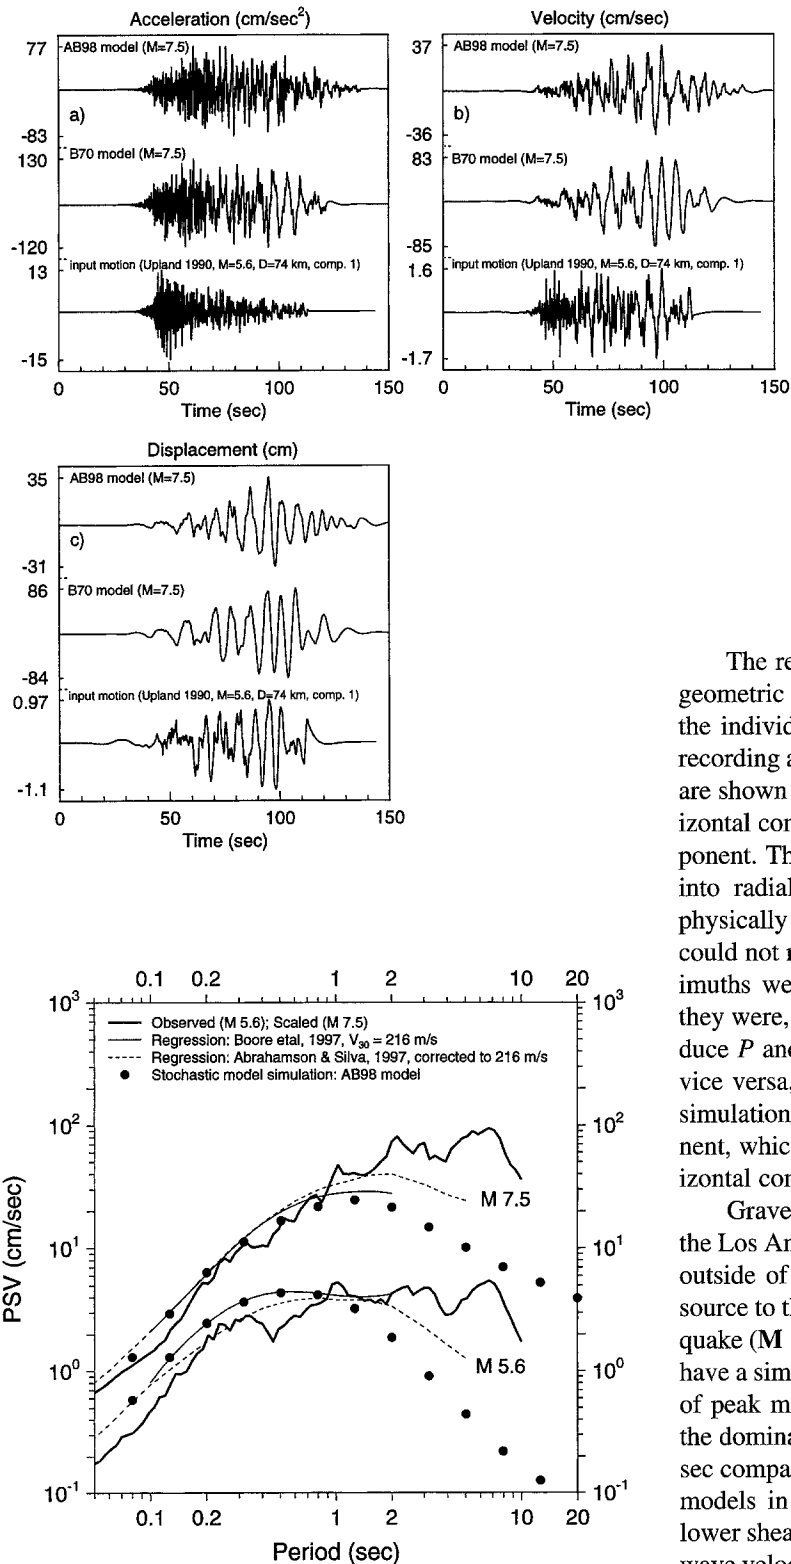 Acceleration (cm/sec²)
77
AB98 model (M=7.5)
a)
-83
130
B70 model (M=7.5)
-120
13
input motion (Upland 1990, M=5.6, D=74 km, comp. 1)
-15
0 50 100 150
Time (sec)
Velocity (cm/sec)
37
AB98 model (M=7.5)
b)
-36
83
B70 model (M=7.5)
-85
1.6
input motion (Upland 1990, M=5.6, D=74 km, comp. 1)
-1.7
0 50 100 150
Time (sec)
Displacement (cm)
35
AB98 model (M=7.5)
c)
-31
86
B70 model (M=7.5)
-84
0.97
input motion (Upland 1990, M=5.6, D=74 km, comp. 1)
-1.1
0 50 100 150
Time (sec)
0.1 0.2 1 2 10 20
10³ 10³
Observed (M 5.6); Scaled (M 7.5)
Regression: Boore etal, 1997, V₃₀ = 216 m/s
Regression: Abrahamson & Silva, 1997, corrected to 216 m/s
Stochastic model simulation: AB98 model
10² 10²
M 7.5
10¹ 10¹
M 5.6
10⁰ 10⁰
10⁻¹ 10⁻¹
PSV (cm/sec)
0.1 0.2 1 2 10 20
Period (sec)
The re
geometric
the individ
recording a
are shown
izontal con
ponent. Th
into radial
physically
could not
imuths we
they were,
duce P and
vice versa,
simulation
nent, whic
izontal con
Grave
the Los An
outside of
source to th
quake (M
have a sim
of peak m
the domina
sec compa
models in
lower shea
wave veloc